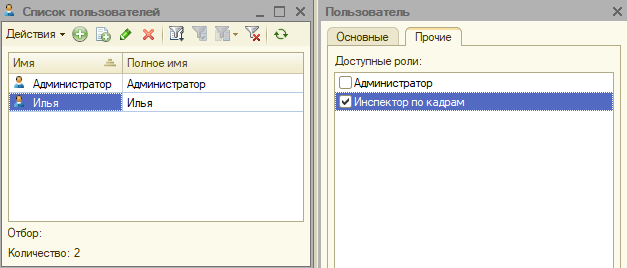 Список пользователей
Действия
Имя Полное имя
Администратор Администратор
Илья Илья
Отбор:
Количество: 2
Пользователь
Основные Прочие
Доступные роли:
Администратор
Инспектор по кадрам